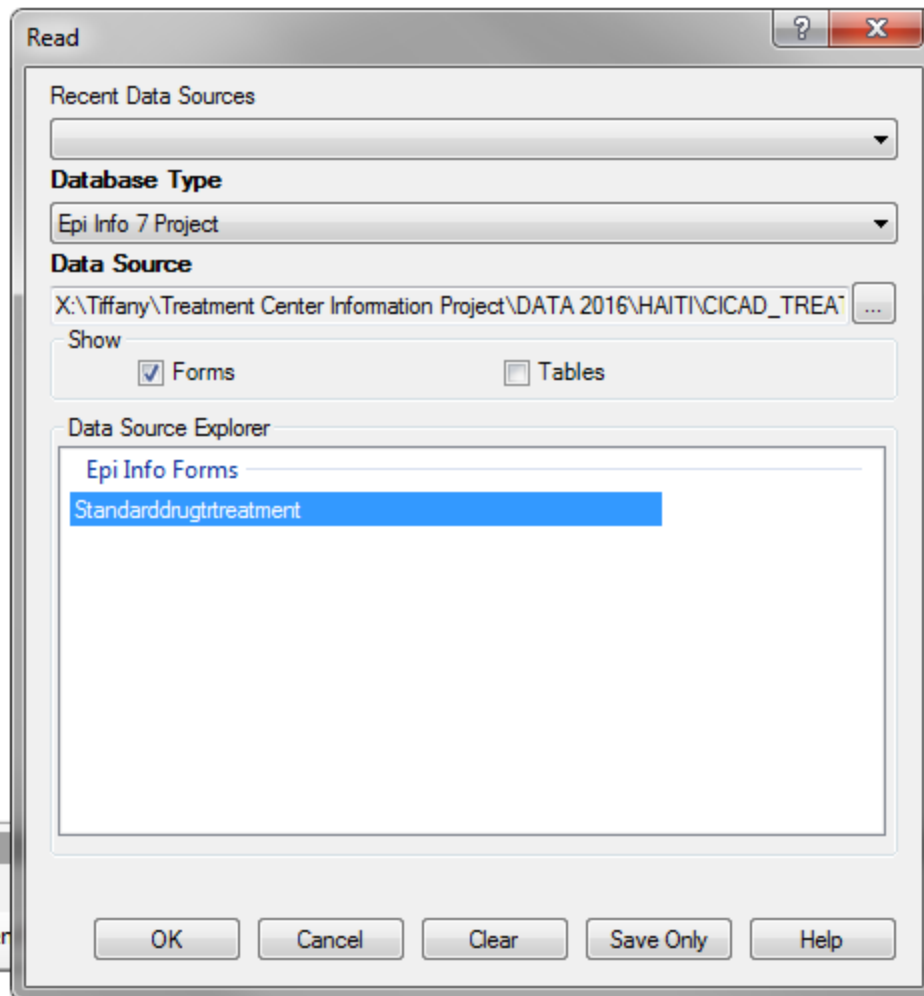 Read
Recent Data Sources
Database Type
Epi Info 7 Project
Data Source
X:\Tiffany\Treatment Center Information Project\DATA 2016\HAITI\CICAD_TREAT ...
Show
Forms Tables
Data Source Explorer
Epi Info Forms
Standarddrugtrtreatment
OK Cancel Clear Save Only Help